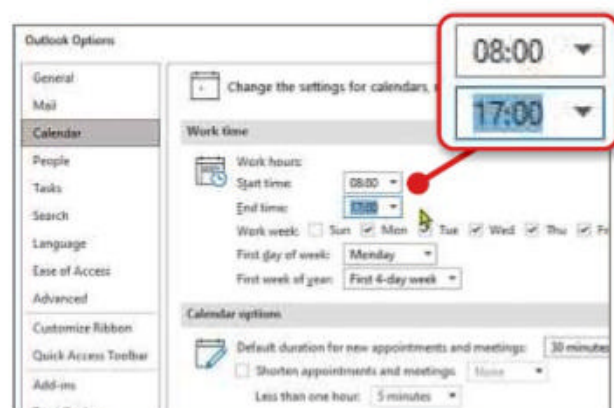 Outlook Options
08:00
17:00
General
Mail
Calendar
People
Tasks
Search
Language
Ease of Access
Advanced
Customize Ribbon
Quick Access Toolbar
Add-ins
Change the settings for calendars,
Work time
Work hours:
Start time: 08:00
End time: 17:00
Work week: Sun Mon Tue Wed Thu
First day of week: Monday
First week of year: First 4-day week
Calendar options
Default duration for new appointments and meetings: 30 minutes
Shorten appointments and meetings: None
Less than one hour: 5 minutes